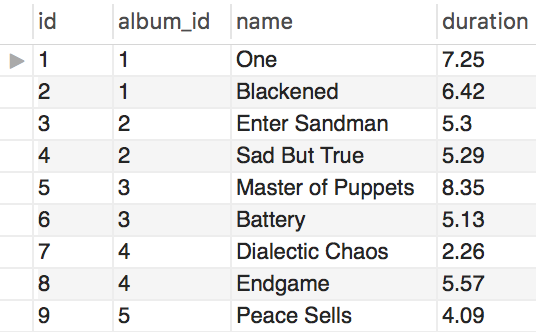 id album_id name duration
1 1 One 7.25
2 1 Blackened 6.42
3 2 Enter Sandman 5.3
4 2 Sad But True 5.29
5 3 Master of Puppets 8.35
6 3 Battery 5.13
7 4 Dialectic Chaos 2.26
8 4 Endgame 5.57
9 5 Peace Sells 4.09